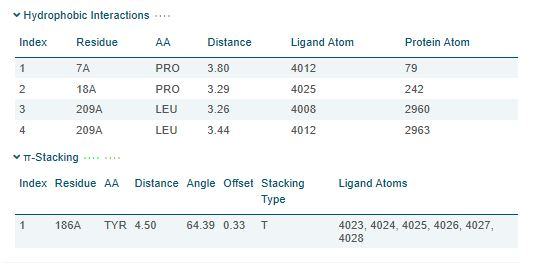 Hydrophobic Interactions ····
Index Residue AA Distance Ligand Atom Protein Atom
1 7A PRO 3.80 4012 79
2 18A PRO 3.29 4025 242
3 209A LEU 3.26 4008 2960
4 209A LEU 3.44 4012 2963
π-Stacking ···· ····
Index Residue AA Distance Angle Offset Stacking Ligand Atoms
Type
1 186A TYR 4.50 64.39 0.33 T 4023, 4024, 4025, 4026, 4027,
4028